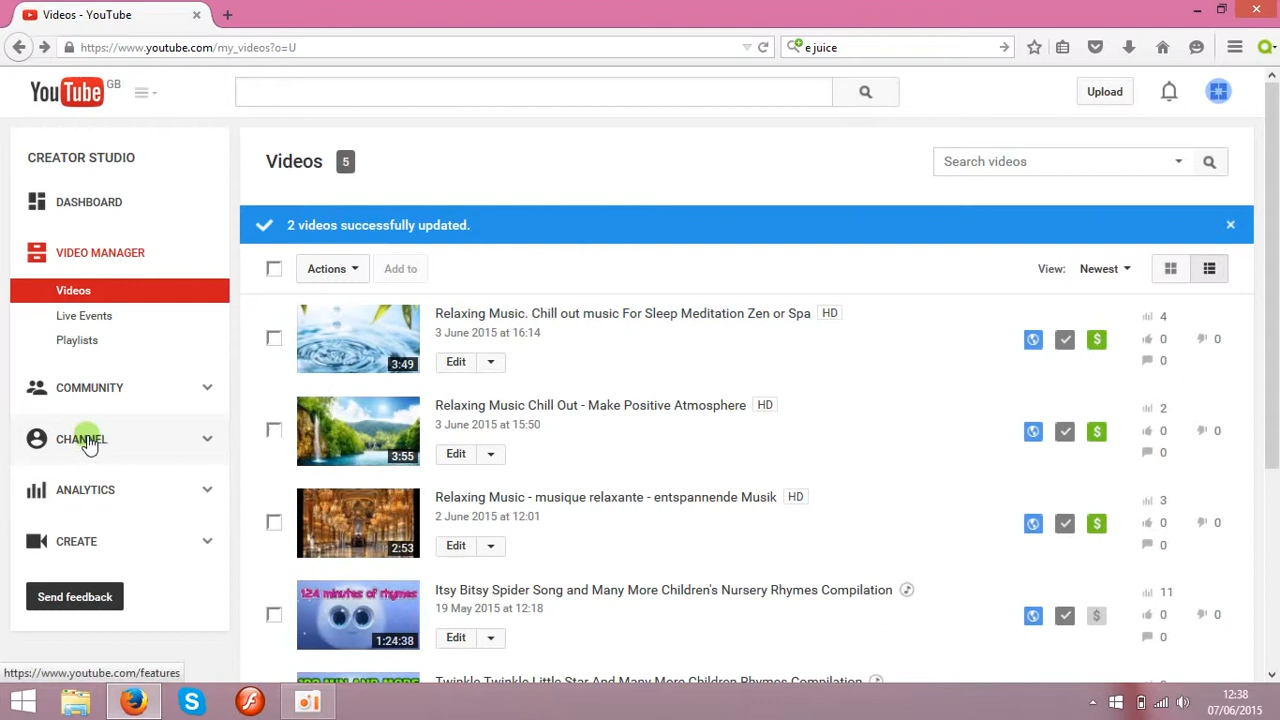 Videos - YouTube
https://www.youtube.com/my_videos?o=U
e juice
YouTube GB
Upload
CREATOR STUDIO
DASHBOARD
VIDEO MANAGER
Videos
Live Events
Playlists
COMMUNITY
CHANNEL
ANALYTICS
CREATE
Send feedback
Videos 5
Search videos
2 videos successfully updated.
Actions
Add to
View: Newest
Relaxing Music. Chill out music For Sleep Meditation Zen or Spa HD
3 June 2015 at 16:14
3:49
Edit
$
4
0 0
0
Relaxing Music Chill Out - Make Positive Atmosphere HD
3 June 2015 at 15:50
3:55
Edit
$
2
0 0
0
Relaxing Music - musique relaxante - entspannende Musik HD
2 June 2015 at 12:01
2:53
Edit
$
3
0 0
0
Itsy Bitsy Spider Song and Many More Children's Nursery Rhymes Compilation
19 May 2015 at 12:18
124 minutes of rhymes
1:24:38
Edit
$
11
0 0
0
Twinkle Twinkle Little Star And Many More Children Rhymes Compilation
https://www.youtube.com/features
12:38
07/06/2015